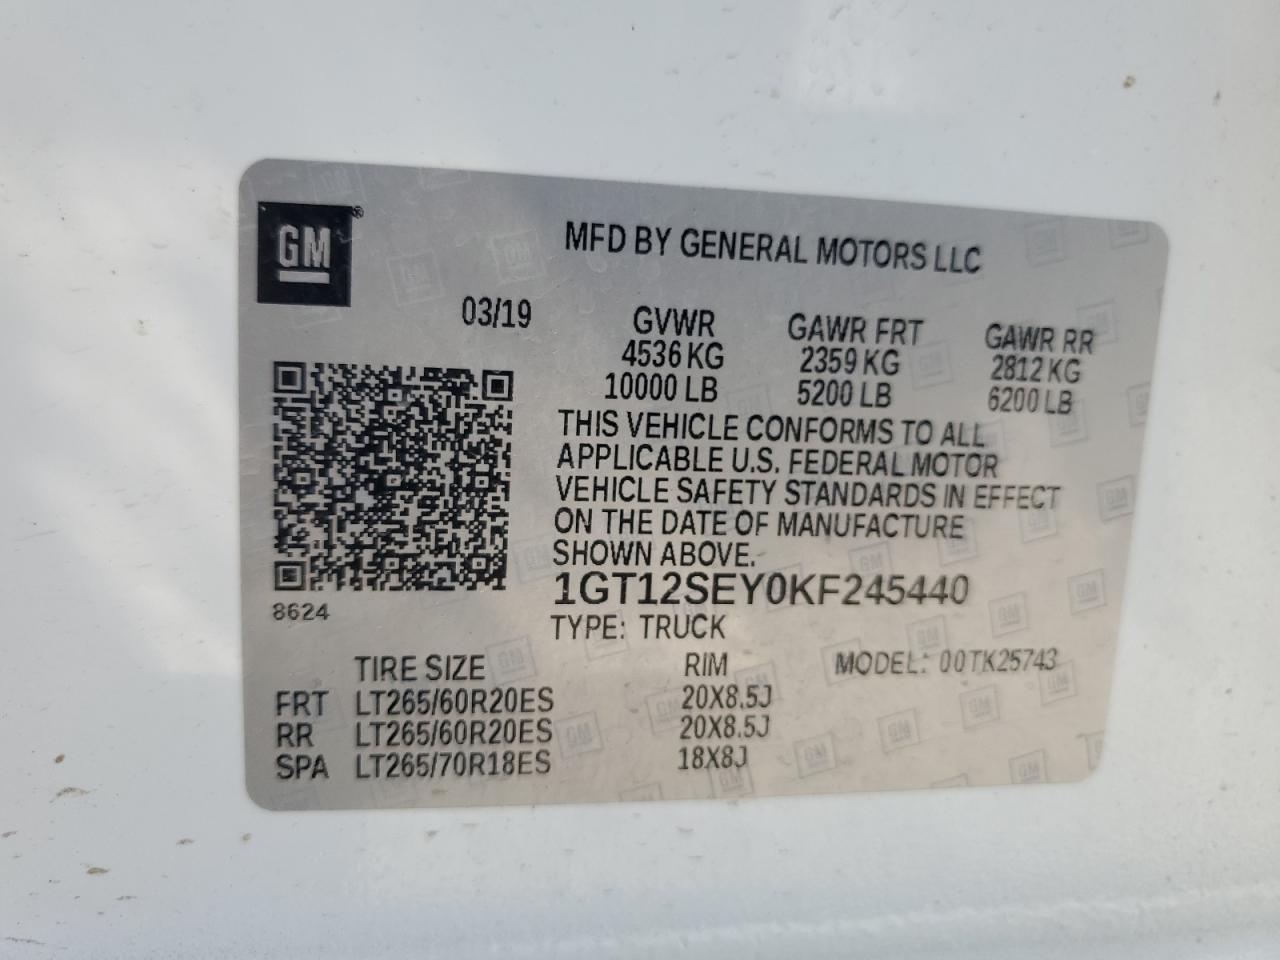 GM ®
MFD BY GENERAL MOTORS LLC
03/19
GVWR GAWR FRT GAWR RR
4536 KG 2359 KG 2812 KG
10000 LB 5200 LB 6200 LB
THIS VEHICLE CONFORMS TO ALL
APPLICABLE U.S. FEDERAL MOTOR
VEHICLE SAFETY STANDARDS IN EFFECT
ON THE DATE OF MANUFACTURE
SHOWN ABOVE.
1GT12SEY0KF245440
8624
TYPE: TRUCK
TIRE SIZE RIM MODEL: 00TK25743
FRT LT265/60R20ES 20X8.5J
RR LT265/60R20ES 20X8.5J
SPA LT265/70R18ES 18X8J